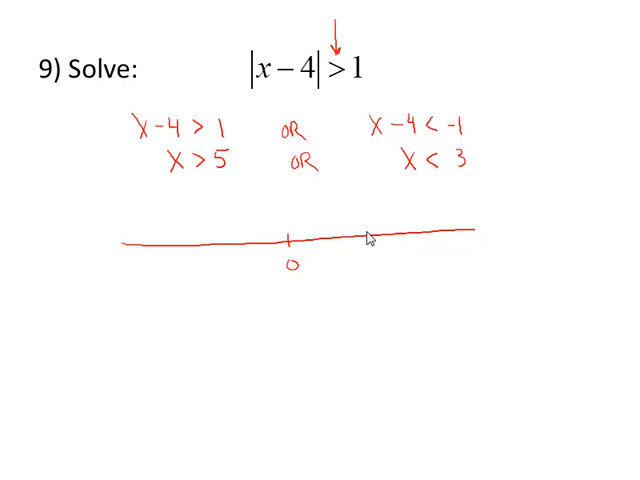 9) Solve: |x − 4| > 1
x - 4 > 1 OR x - 4 < -1
x > 5 OR x < 3
0